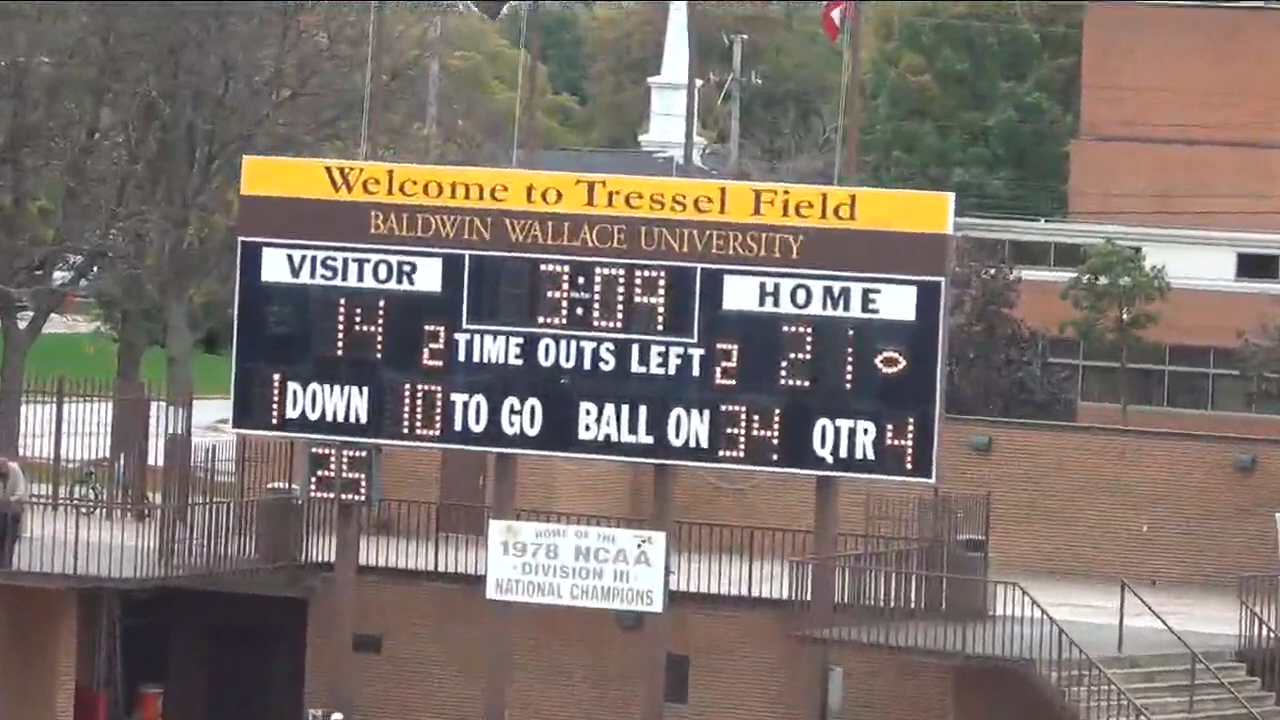 Welcome to Tressel Field
BALDWIN WALLACE UNIVERSITY
VISITOR 3:04 HOME
14 2 TIME OUTS LEFT 2 21
1 DOWN 10 TO GO BALL ON 34 QTR 4
25
HOME OF THE
1978 NCAA
DIVISION III
NATIONAL CHAMPIONS